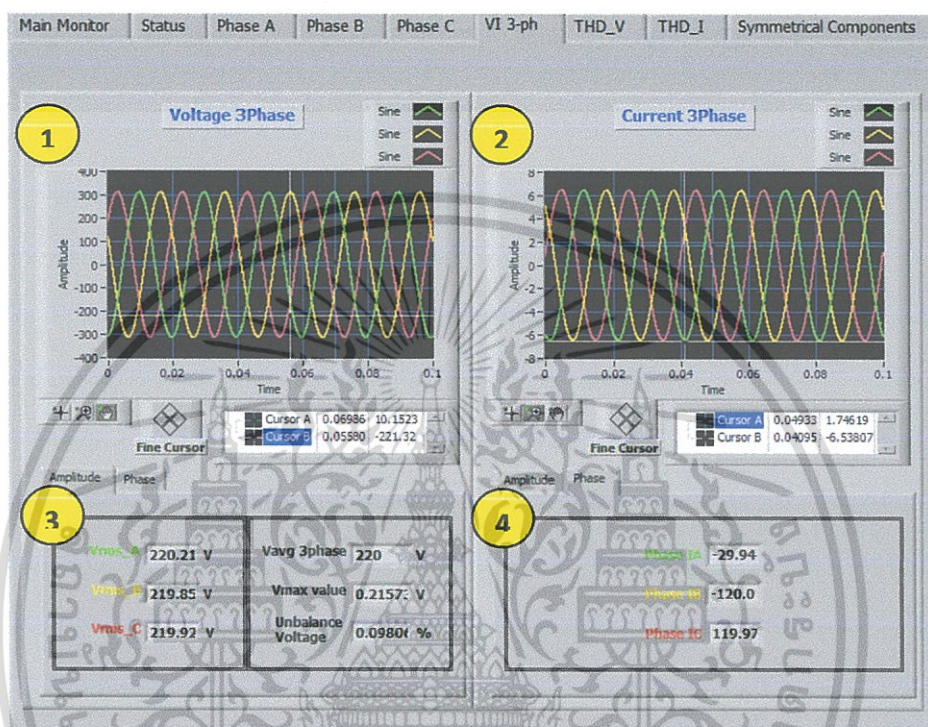 Main Monitor Status Phase A Phase B Phase C VI 3-ph THD_V THD_I Symmetrical Components
1
Voltage 3Phase
Sine
Sine
Sine
400
300
200
100
0
-100
-200
-300
-400
Amplitude
0 0.02 0.04 0.06 0.08 0.1
Time
Cursor A 0.06986 10.1523
Cursor B 0.05580 -221.32
Fine Cursor
2
Current 3Phase
Sine
Sine
Sine
8
6
4
2
0
-2
-4
-6
-8
Amplitude
0 0.02 0.04 0.06 0.08 0.1
Time
Cursor A 0.04933 1.74619
Cursor B 0.04095 -6.53807
Fine Cursor
Amplitude Phase
3
Vrms_A 220.21 V
Vrms_B 219.85 V
Vrms_C 219.92 V
Vavg 3phase 220 V
Vmax value 0.2157 V
Unbalance
Voltage 0.0980 %
Amplitude Phase
4
Phase IA -29.94
Phase IB -120.0
Phase IC 119.97